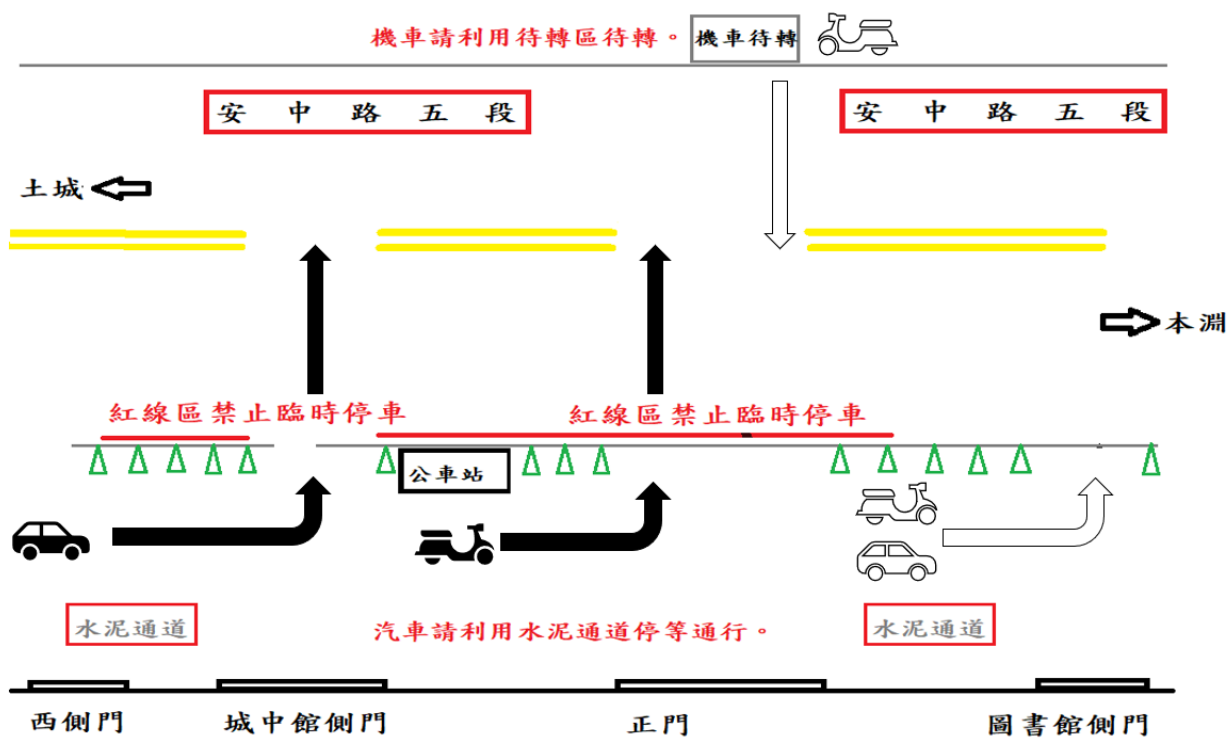 機車請利用待轉區待轉。
機車待轉
安中路五段
安中路五段
土城
本淵
紅線區禁止臨時停車
紅線區禁止臨時停車
公車站
水泥通道
汽車請利用水泥通道停等通行。
水泥通道
西側門
城中館側門
正門
圖書館側門